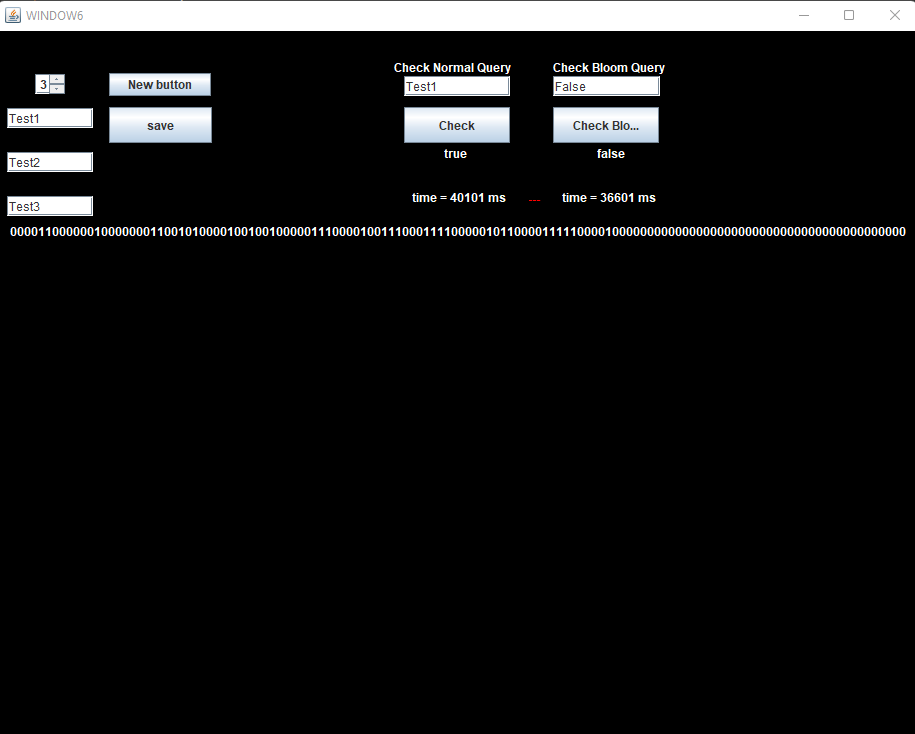 WINDOW6
Check Normal Query Check Bloom Query
3 New button Test1 False
Test1 save Check Check Blo...
true false
Test2
time = 40101 ms --- time = 36601 ms
Test3